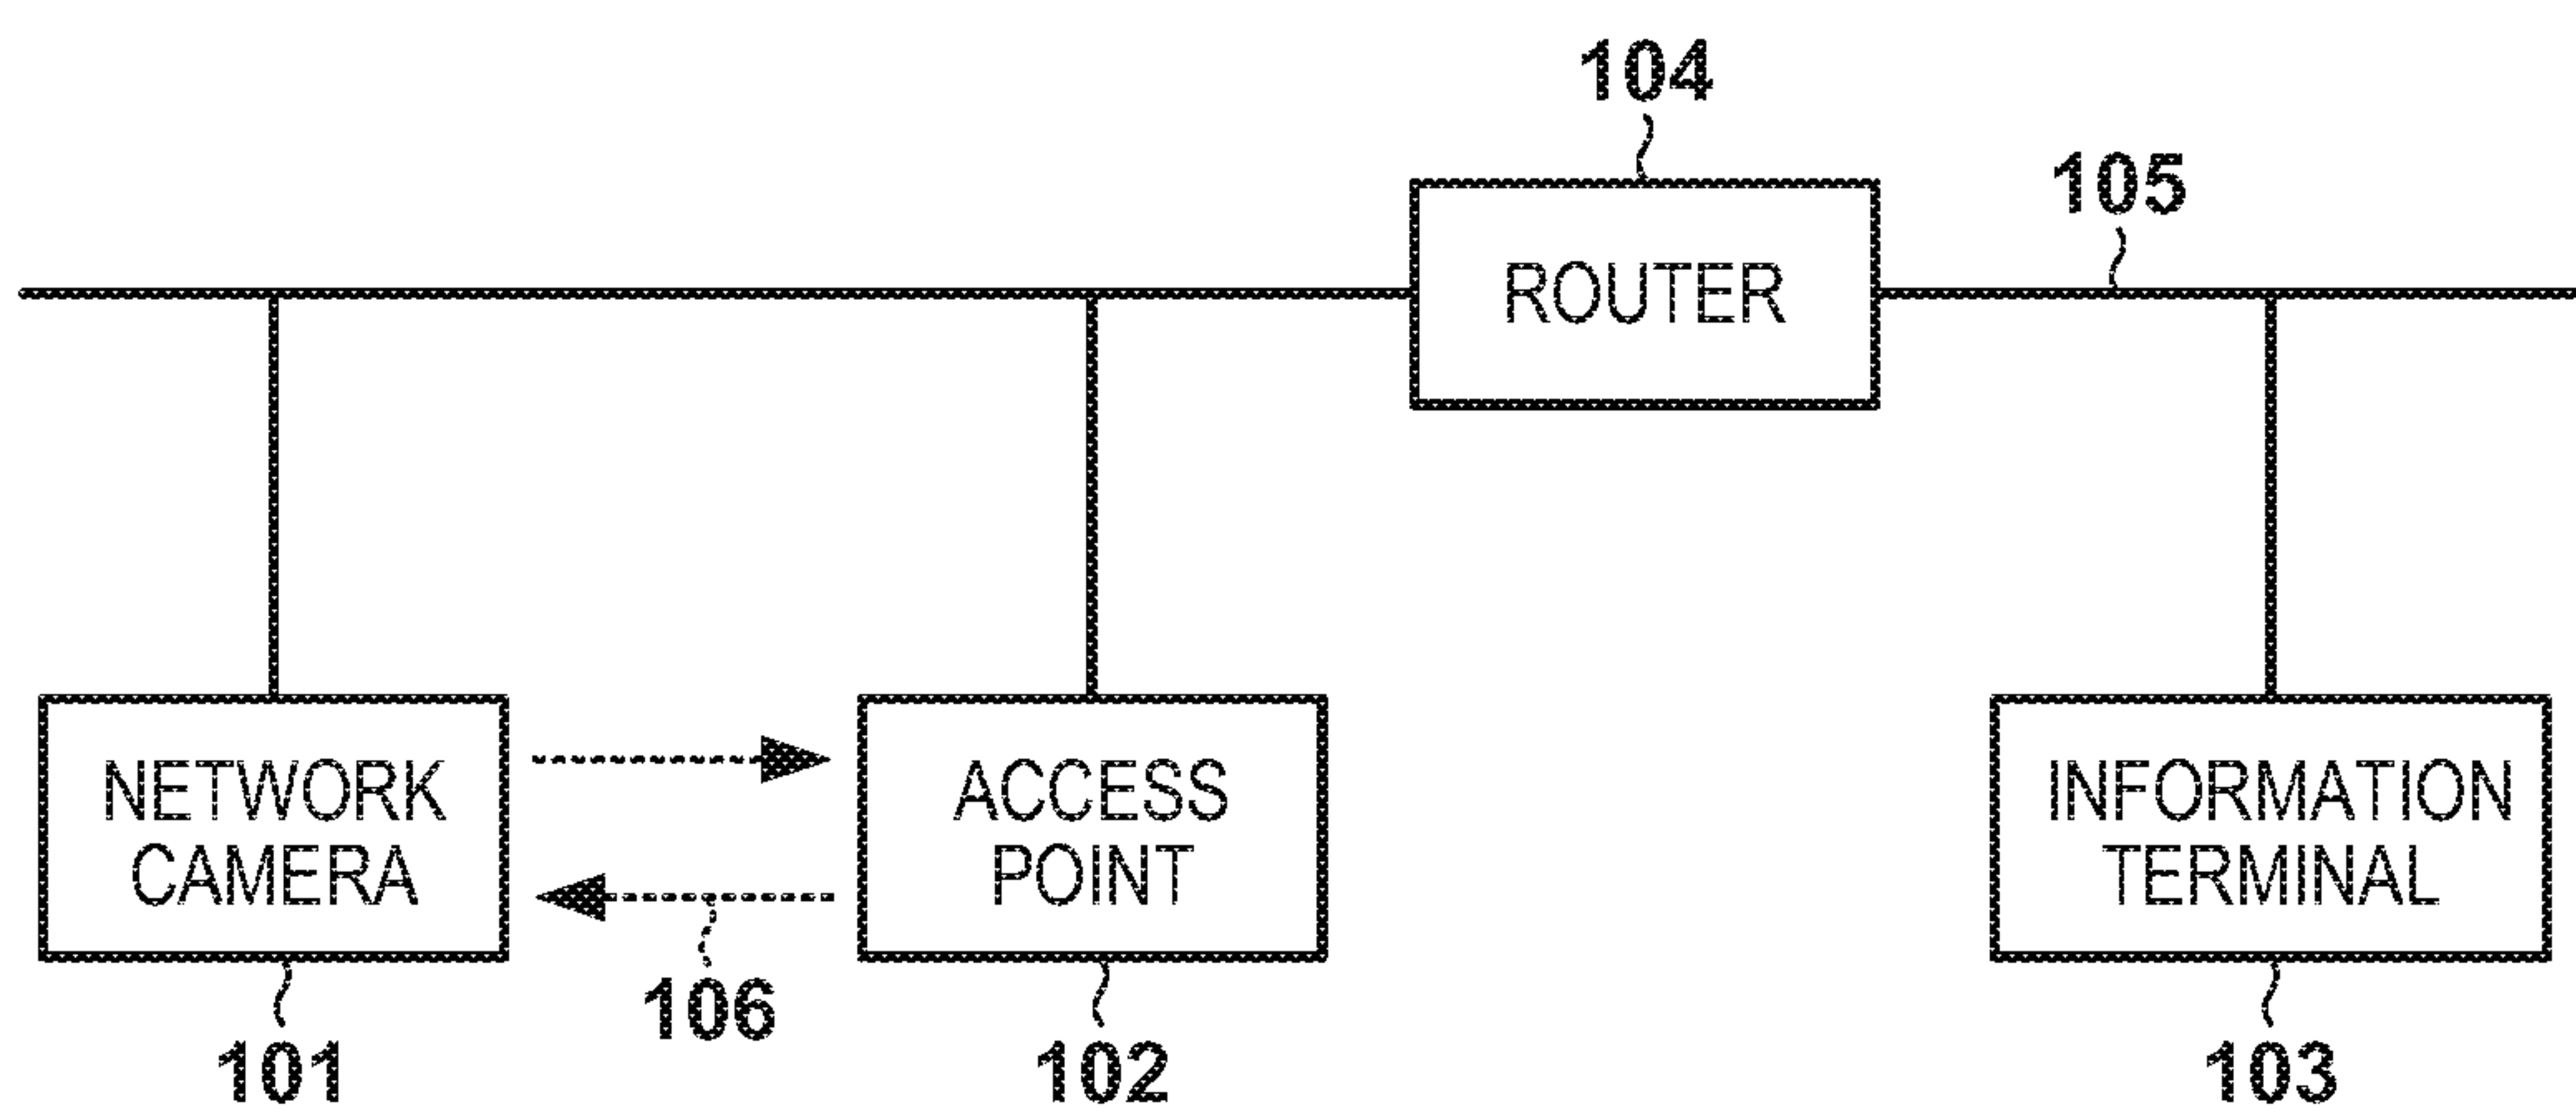 104
105
ROUTER
NETWORK
CAMERA
ACCESS
POINT
INFORMATION
TERMINAL
106
101
102
103